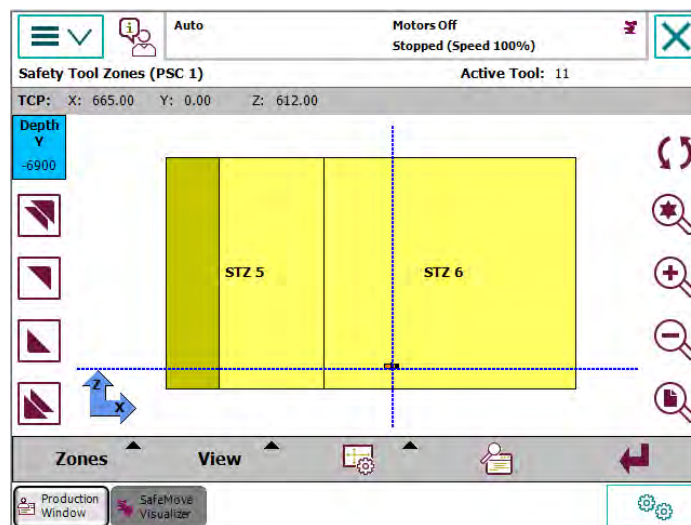 Auto
Motors Off
Stopped (Speed 100%)
Safety Tool Zones (PSC 1)
Active Tool: 11
TCP: X: 665.00 Y: 0.00 Z: 612.00
Depth
Y
-6900
STZ 5
STZ 6
Z
X
Zones
View
Production
Window
SafeMove
Visualizer